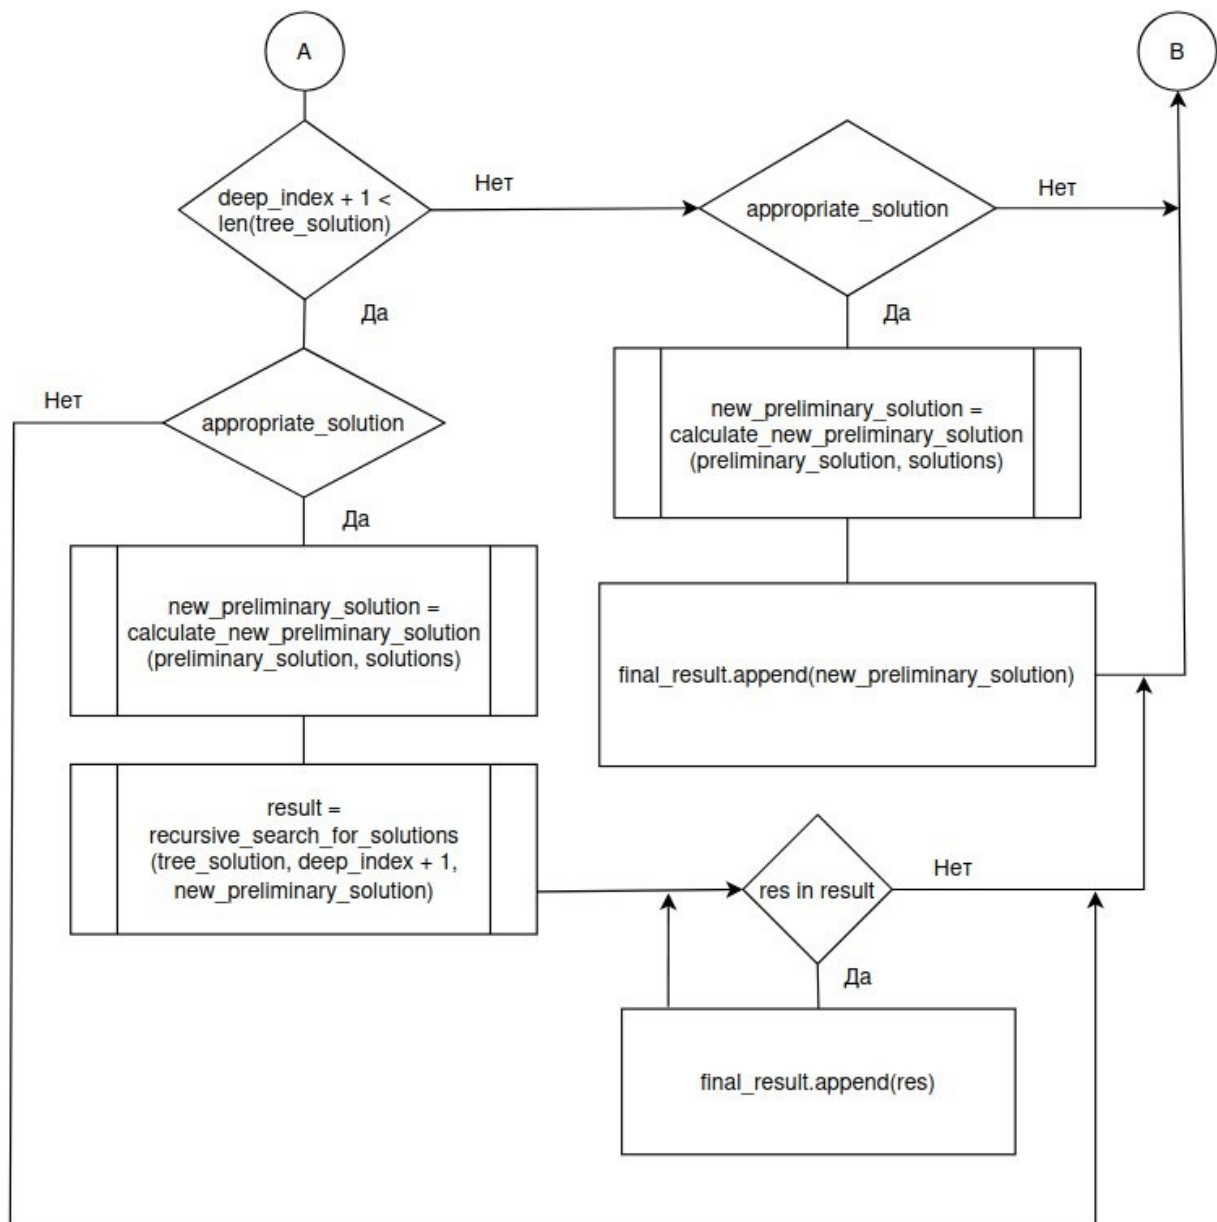 A
B
deep_index + 1 <
len(tree_solution)
Нет
appropriate_solution
Нет
Да
Да
Нет
appropriate_solution
Да
new_preliminary_solution =
calculate_new_preliminary_solution
(preliminary_solution, solutions)
new_preliminary_solution =
calculate_new_preliminary_solution
(preliminary_solution, solutions)
final_result.append(new_preliminary_solution)
result =
recursive_search_for_solutions
(tree_solution, deep_index + 1,
new_preliminary_solution)
res in result
Нет
Да
final_result.append(res)